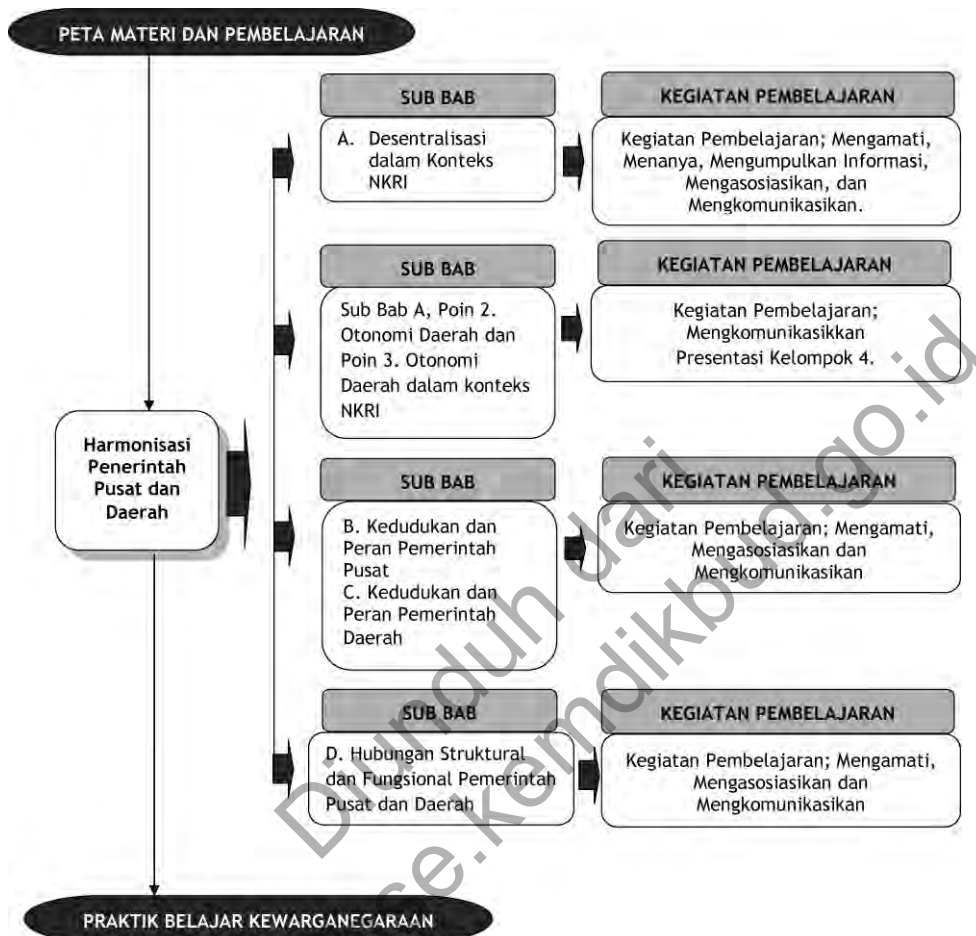 PETA MATERI DAN PEMBELAJARAN
SUB BAB
KEGIATAN PEMBELAJARAN
A. Desentralisasi
dalam Konteks
NKRI
Kegiatan Pembelajaran; Mengamati,
Menanya, Mengumpulkan Informasi,
Mengasosiasikan, dan
Mengkomunikasikan.
SUB BAB
KEGIATAN PEMBELAJARAN
Sub Bab A, Poin 2.
Otonomi Daerah dan
Poin 3. Otonomi
Daerah dalam konteks
NKRI
Kegiatan Pembelajaran;
Mengkomunikasikkan
Presentasi Kelompok 4.
Harmonisasi
Penerintah
Pusat dan
Daerah
SUB BAB
KEGIATAN PEMBELAJARAN
B. Kedudukan dan
Peran Pemerintah
Pusat
C. Kedudukan dan
Peran Pemerintah
Daerah
Kegiatan Pembelajaran; Mengamati,
Mengasosiasikan dan
Mengkomunikasikan
SUB BAB
KEGIATAN PEMBELAJARAN
D. Hubungan Struktural
dan Fungsional Pemerintah
Pusat dan Daerah
Kegiatan Pembelajaran; Mengamati,
Mengasosiasikan dan
Mengkomunikasikan
PRAKTIK BELAJAR KEWARGANEGARAAN
Diunduh dari
se.kemdikbud.go.id